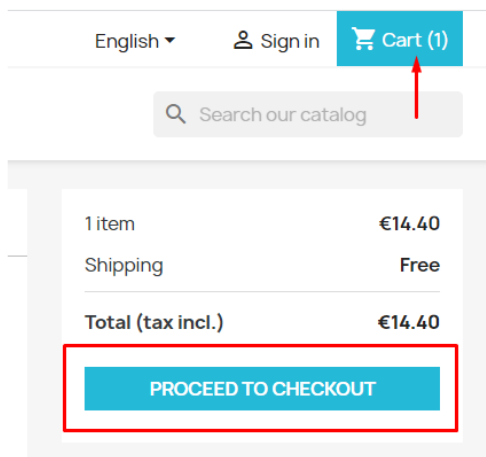 English Sign in Cart (1)
Search our catalog
1 item €14.40
Shipping Free
Total (tax incl.) €14.40
PROCEED TO CHECKOUT